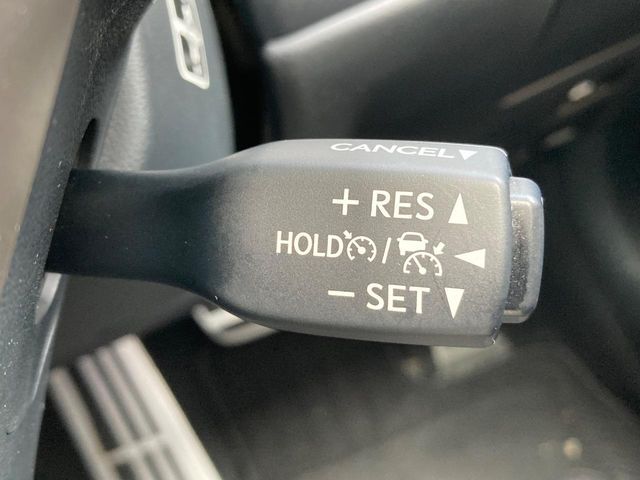 CANCEL▼
+ RES ▲
HOLD / ◀
− SET ▼